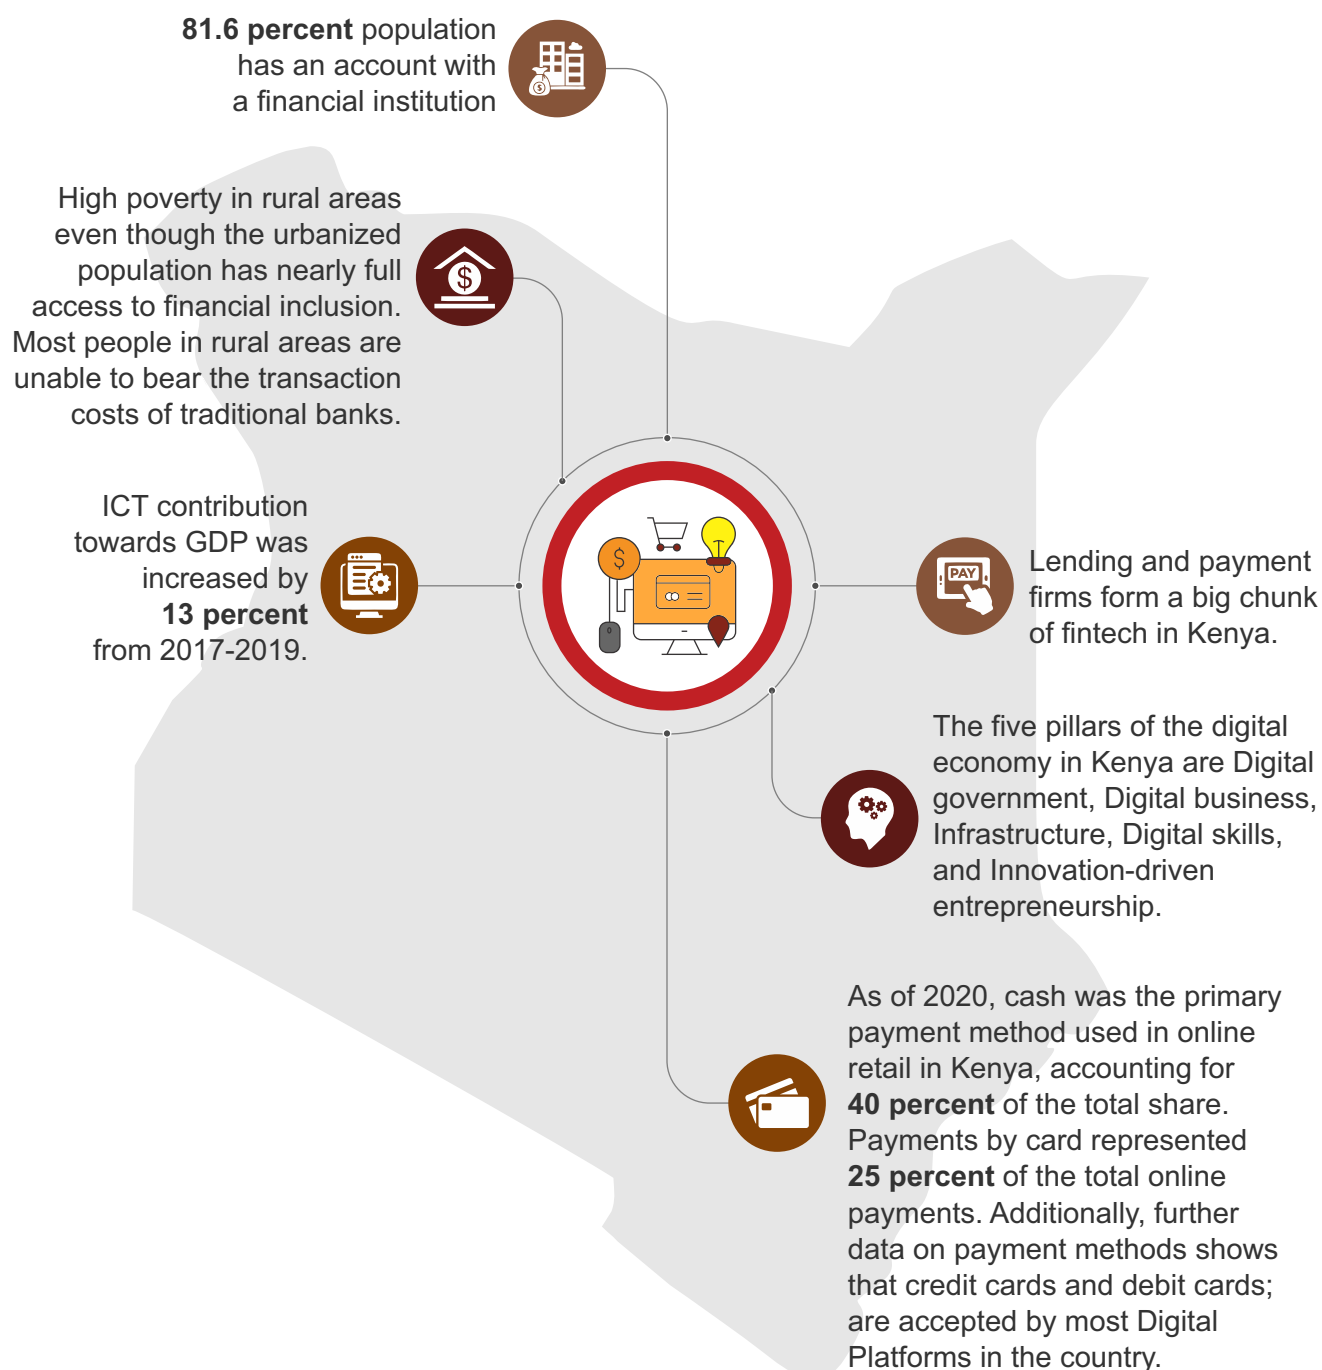 81.6 percent population
has an account with
a financial institution
High poverty in rural areas
even though the urbanized
population has nearly full
access to financial inclusion.
Most people in rural areas are
unable to bear the transaction
costs of traditional banks.
ICT contribution
towards GDP was
increased by
13 percent
from 2017-2019.
$
$
$
PAY
Lending and payment
firms form a big chunk
of fintech in Kenya.
The five pillars of the digital
economy in Kenya are Digital
government, Digital business,
Infrastructure, Digital skills,
and Innovation-driven
entrepreneurship.
As of 2020, cash was the primary
payment method used in online
retail in Kenya, accounting for
40 percent of the total share.
Payments by card represented
25 percent of the total online
payments. Additionally, further
data on payment methods shows
that credit cards and debit cards;
are accepted by most Digital
Platforms in the country.